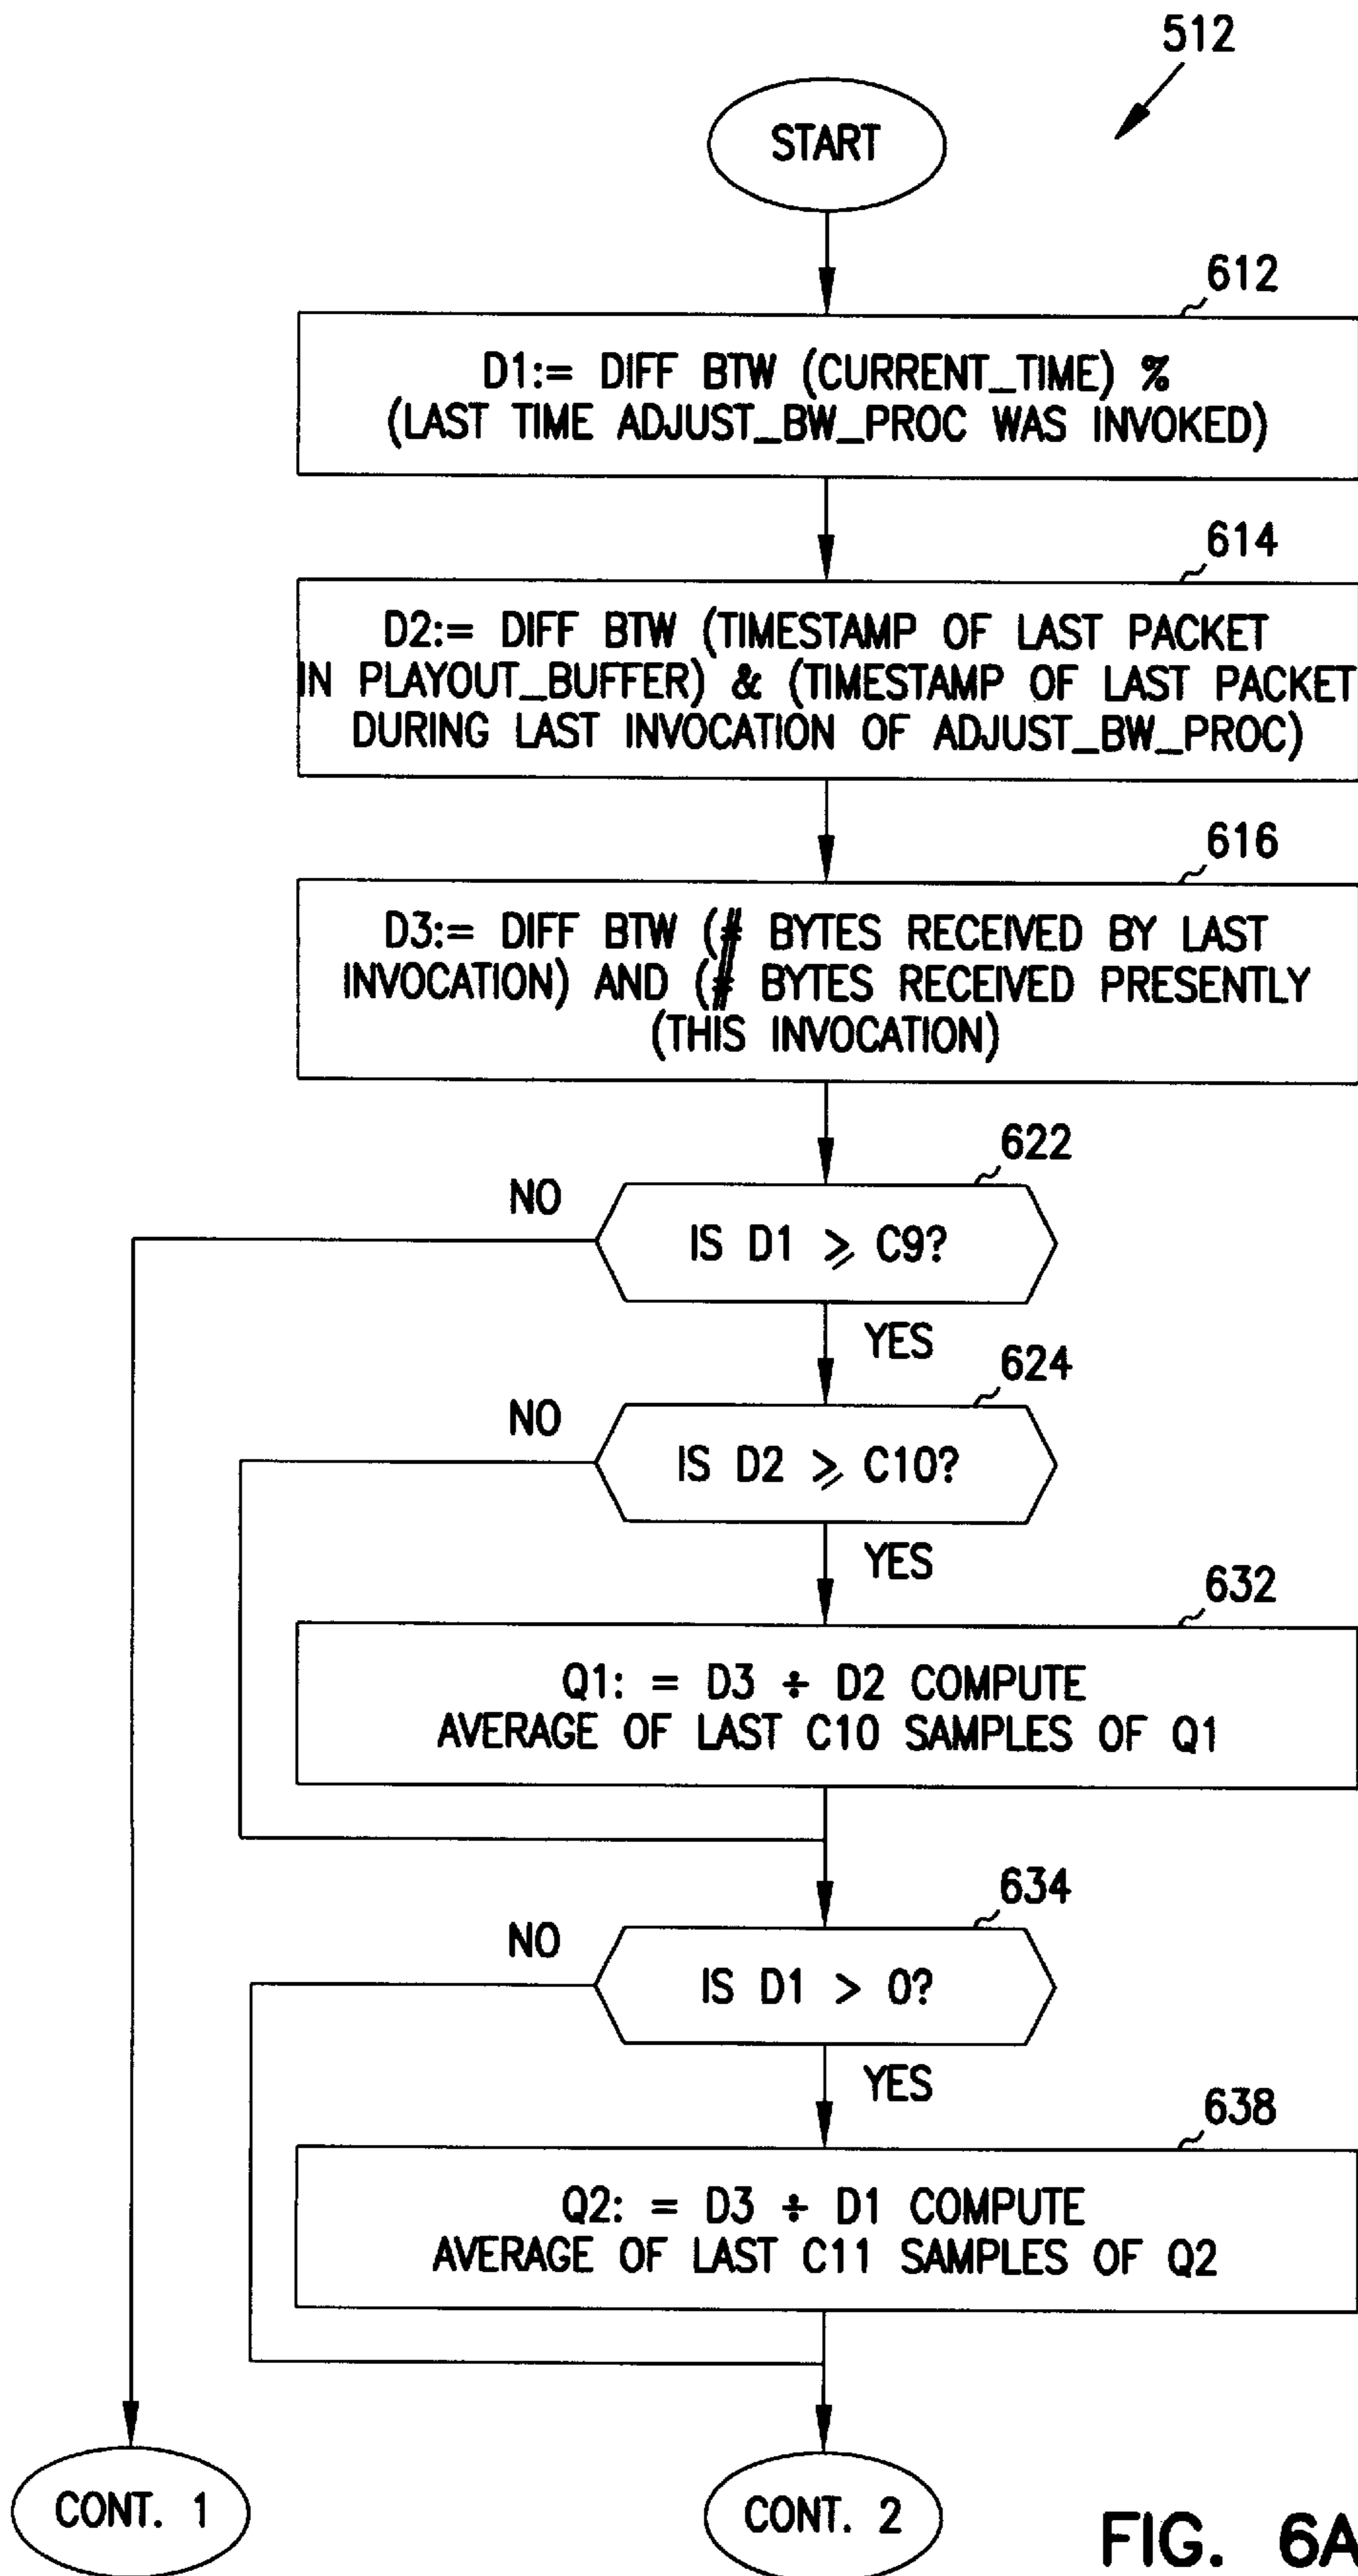 512
START
612
D1:= DIFF BTW (CURRENT_TIME) %
(LAST TIME ADJUST_BW_PROC WAS INVOKED)
614
D2:= DIFF BTW (TIMESTAMP OF LAST PACKET
IN PLAYOUT_BUFFER) & (TIMESTAMP OF LAST PACKET
DURING LAST INVOCATION OF ADJUST_BW_PROC)
616
D3:= DIFF BTW (# BYTES RECEIVED BY LAST
INVOCATION) AND (# BYTES RECEIVED PRESENTLY
(THIS INVOCATION)
622
NO
IS D1 ⩾ C9?
YES
624
NO
IS D2 ⩾ C10?
YES
632
Q1: = D3 ÷ D2 COMPUTE
AVERAGE OF LAST C10 SAMPLES OF Q1
634
NO
IS D1 > 0?
YES
638
Q2: = D3 ÷ D1 COMPUTE
AVERAGE OF LAST C11 SAMPLES OF Q2
CONT. 1
CONT. 2
FIG. 6A